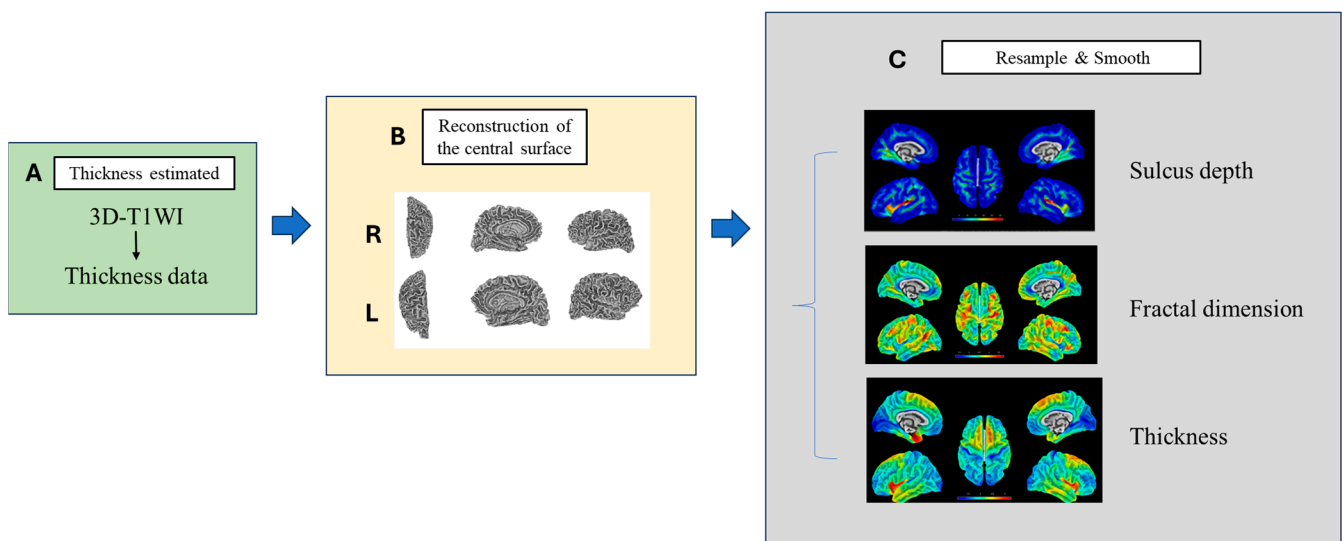 A
Thickness estimated
3D-T1WI
Thickness data
B
Reconstruction of
the central surface
R
L
C
Resample & Smooth
Sulcus depth
Fractal dimension
Thickness